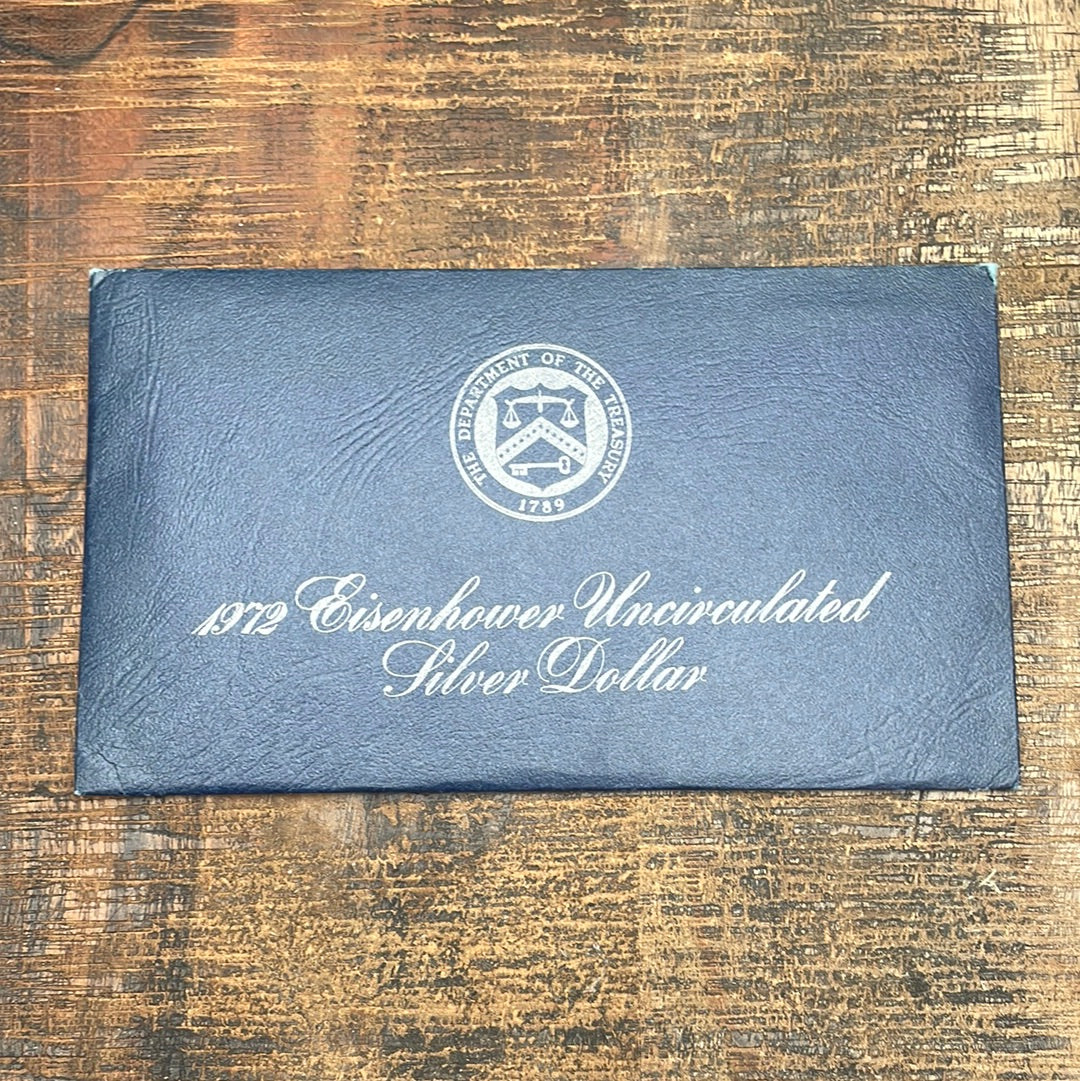 THE DEPARTMENT OF THE TREASURY
1789
1972 Eisenhower Uncirculated
Silver Dollar